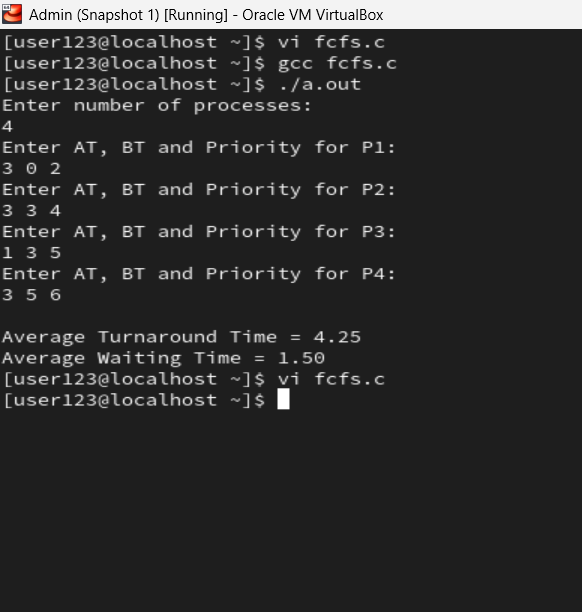 Admin (Snapshot 1) [Running] - Oracle VM VirtualBox
[user123@localhost ~]$ vi fcfs.c
[user123@localhost ~]$ gcc fcfs.c
[user123@localhost ~]$ ./a.out
Enter number of processes:
4
Enter AT, BT and Priority for P1:
3 0 2
Enter AT, BT and Priority for P2:
3 3 4
Enter AT, BT and Priority for P3:
1 3 5
Enter AT, BT and Priority for P4:
3 5 6
Average Turnaround Time = 4.25
Average Waiting Time = 1.50
[user123@localhost ~]$ vi fcfs.c
[user123@localhost ~]$